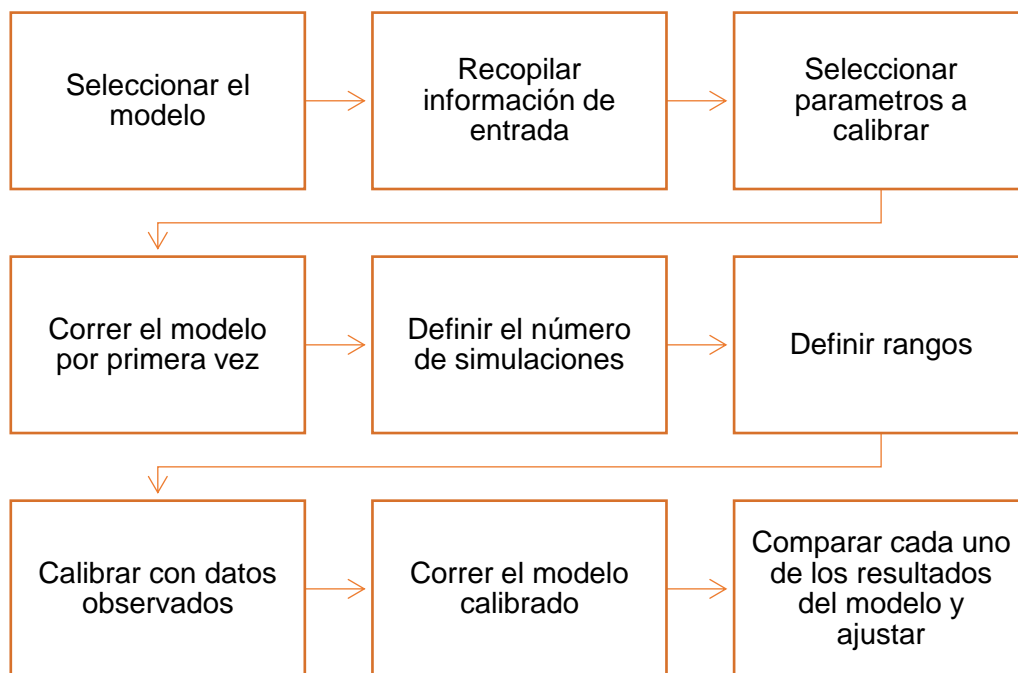 Seleccionar el
modelo
Recopilar
información de
entrada
Seleccionar
parametros a
calibrar
Correr el modelo
por primera vez
Definir el número
de simulaciones
Definir rangos
Calibrar con datos
observados
Correr el modelo
calibrado
Comparar cada uno
de los resultados
del modelo y
ajustar